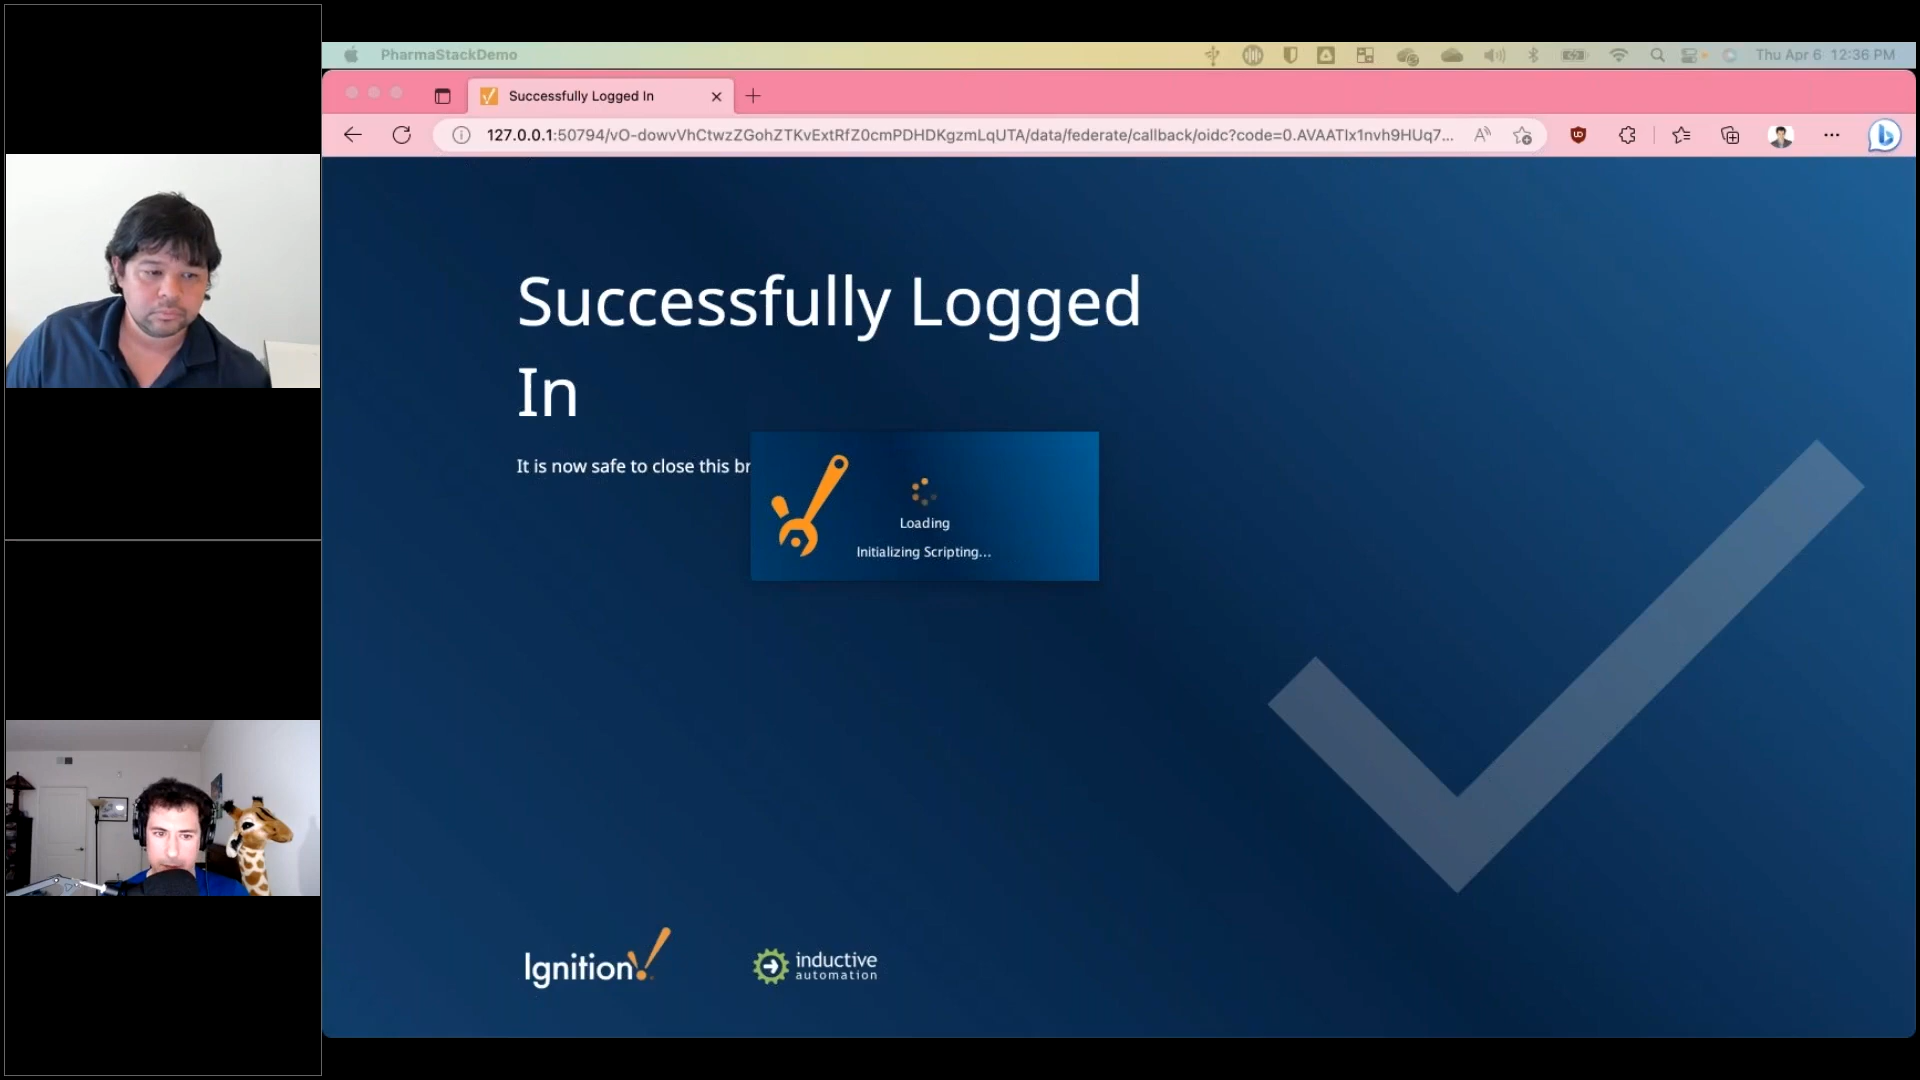 PharmaStackDemo
Thu Apr 6 12:36 PM
Successfully Logged In
127.0.0.1:50794/vO-dowvVhCtwzZGohZTKvExtRfZ0cmPDHDKgzmLqUTA/data/federate/callback/oidc?code=0.AVAATIx1nvh9HUq7...
Successfully Logged
In
It is now safe to close this br
Loading
Initializing Scripting...
Ignition!
inductive
automation